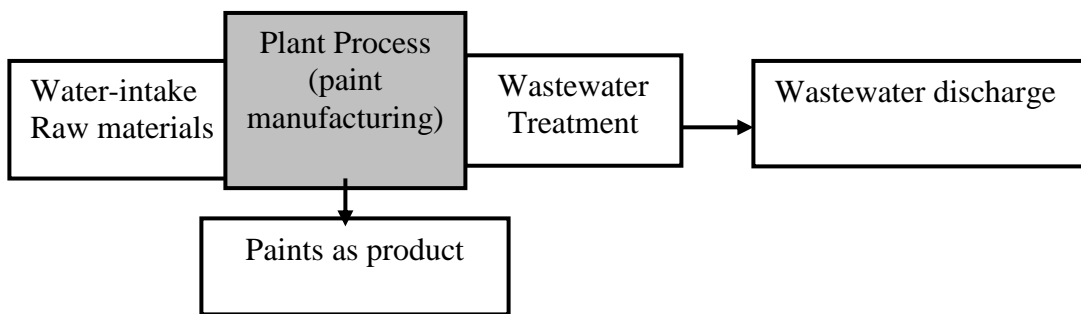 Water-intake
Raw materials
Plant Process
(paint
manufacturing)
Wastewater
Treatment
Wastewater discharge
Paints as product